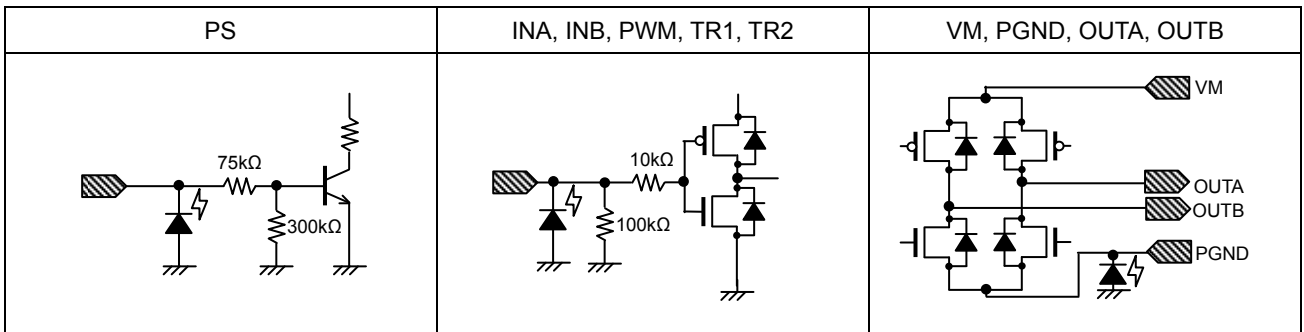 PS
INA, INB, PWM, TR1, TR2
VM, PGND, OUTA, OUTB
75kΩ
300kΩ
10kΩ
100kΩ
VM
OUTA
OUTB
PGND